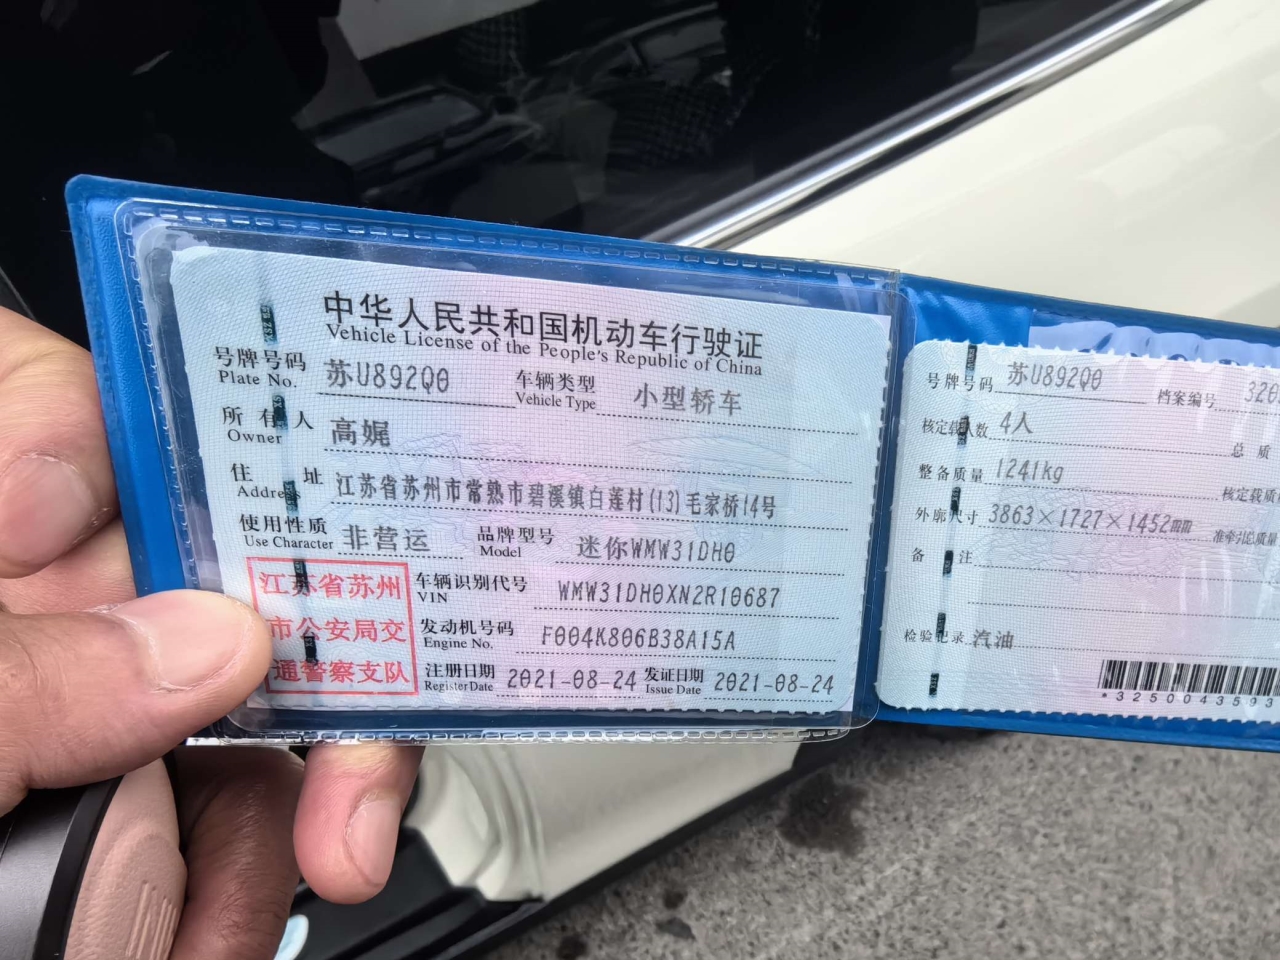 中华人民共和国机动车行驶证
Vehicle License of the People's Republic of China
号牌号码 苏U892Q0 车辆类型 小型轿车
Plate No. Vehicle Type
所有人 高娓
Owner
住址 江苏省苏州市常熟市碧溪镇白莲村(13)毛家桥14号
Address
使用性质 非营运 品牌型号 迷你WMW31DH0
Use Character Model
江苏省苏州
市公安局交
通警察支队
车辆识别代号 WMW31DH0XN2R10687
VIN
发动机号码 F004K806B38A15A
Engine No.
注册日期 2021-08-24 发证日期 2021-08-24
Register Date Issue Date
号牌号码 苏U892Q0 档案编号 320
核定载人数 4人 总质
整备质量 1241kg 核定载质
外廓尺寸 3863×1727×1452mm 准牵引总质量
备注
检验记录 汽油
*3250043593